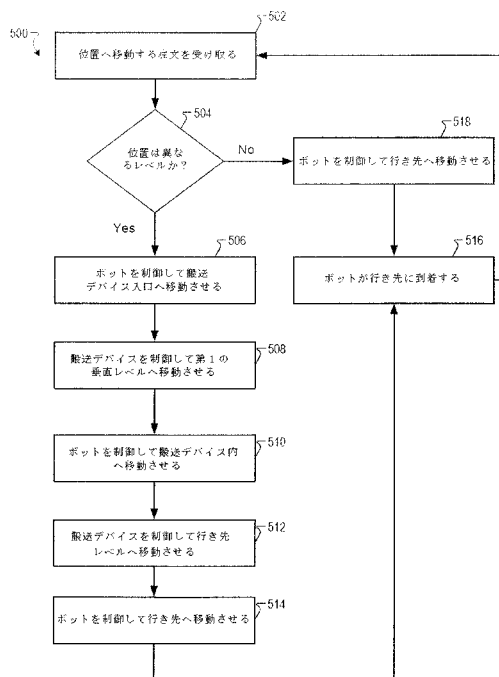 500
502
位置へ移動する注文を受け取る
504
位置は異な
るレベルか？
No
Yes
518
ボットを制御して行き先へ移動させる
506
ボットを制御して搬送
デバイス入口へ移動させる
516
ボットが行き先に到着する
508
搬送デバイスを制御して第１の
垂直レベルへ移動させる
510
ボットを制御して搬送デバイス内
へ移動させる
512
搬送デバイスを制御して行き先
レベルへ移動させる
514
ボットを制御して行き先へ移動させる